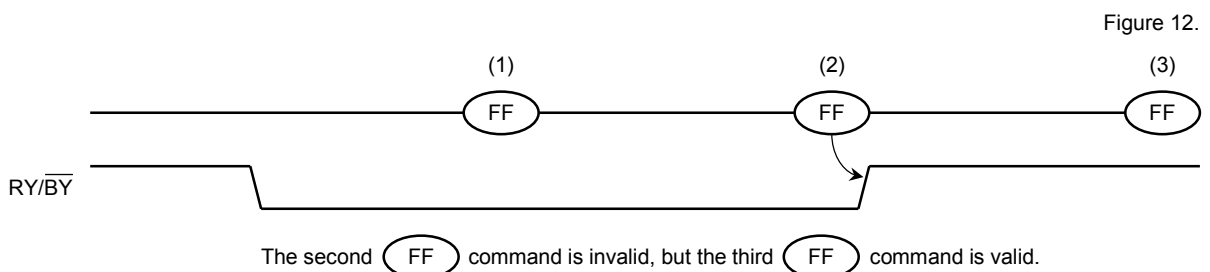 Figure 12.
(1) (2) (3)
FF FF FF
RY/B̅Y̅
The second FF command is invalid, but the third FF command is valid.